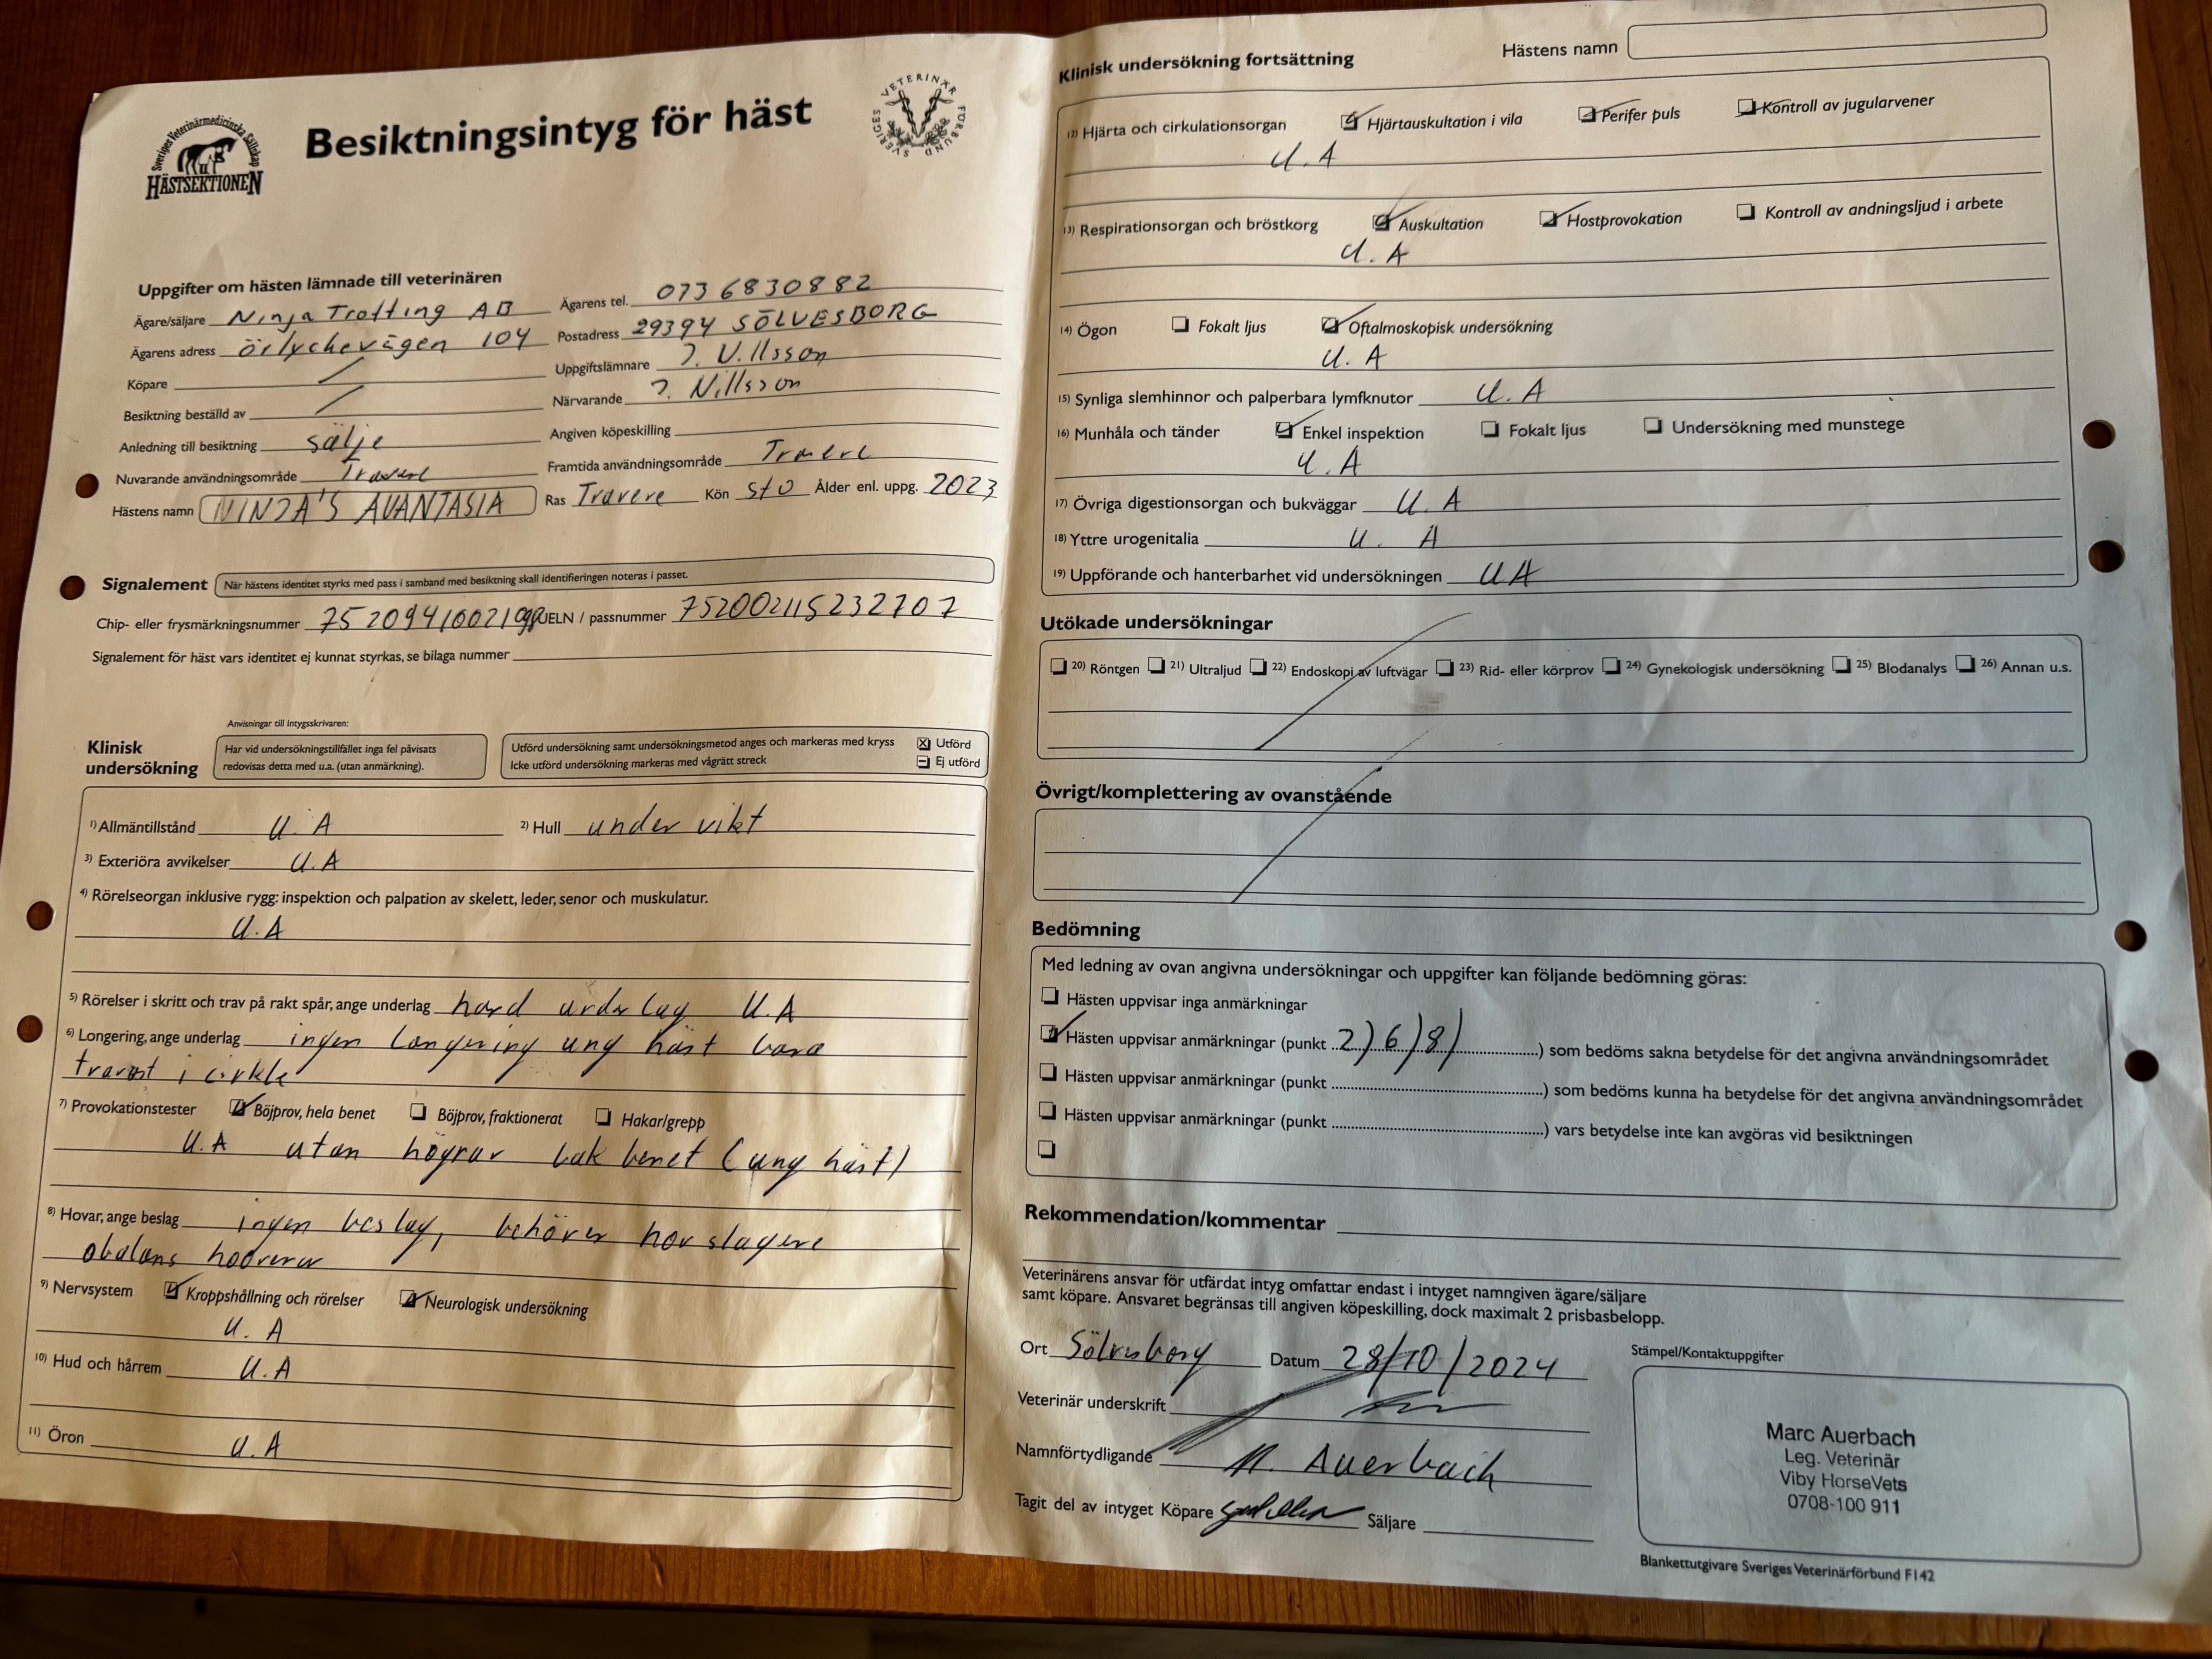 Sveriges Veterinärmedicinska Sällskap
HÄSTSEKTIONEN
Besiktningsintyg för häst
SVERIGES VETERINÄR FÖRBUND
Uppgifter om hästen lämnade till veterinären
Ägare/säljare Ninja Trotting AB Ägarens tel. 073 6830882
Ägarens adress örlyckevägen 104 Postadress 29394 SÖLVESBORG
Köpare / Uppgiftslämnare J. Nillsson
Besiktning beställd av / Närvarande J. Nillsson
Anledning till besiktning sälje Angiven köpeskilling
Nuvarande användningsområde Travere Framtida användningsområde Travere
Hästens namn NINJA'S AVANTASIA Ras Travere Kön sto Ålder enl. uppg. 2023
Signalement När hästens identitet styrks med pass i samband med besiktning skall identifieringen noteras i passet.
Chip- eller frysmärkningsnummer UELN / passnummer 752002115232707
Signalement för häst vars identitet ej kunnat styrkas, se bilaga nummer
Anvisningar till intygsskrivaren:
Klinisk undersökning
Har vid undersökningstillfället inga fel påvisats
redovisas detta med u.a. (utan anmärkning).
Utförd undersökning samt undersökningsmetod anges och markeras med kryss Utförd
Icke utförd undersökning markeras med vågrätt streck Ej utförd
1) Allmäntillstånd U.A 2) Hull under vikt
3) Exteriöra avvikelser U.A
4) Rörelseorgan inklusive rygg: inspektion och palpation av skelett, leder, senor och muskulatur.
U.A
5) Rörelser i skritt och trav på rakt spår, ange underlag hard underlag U.A
6) Longering, ange underlag ingen longering ung häst bara
travat i cirkle
7) Provokationstester Böjprov, hela benet Böjprov, fraktionerat Hakar/grepp
U.A utan högrar bak benet (ung häst)
8) Hovar, ange beslag ingen beslag, behöver hovslagere
obalans
9) Nervsystem Kroppshållning och rörelser Neurologisk undersökning
U.A
10) Hud och hårrem U.A
11) Öron U.A
Hästens namn
Klinisk undersökning fortsättning
12) Hjärta och cirkulationsorgan Hjärtauskultation i vila Perifer puls Kontroll av jugularvener
U.A
13) Respirationsorgan och bröstkorg Auskultation Hostprovokation Kontroll av andningsljud i arbete
U.A
14) Ögon Fokalt ljus Oftalmoskopisk undersökning
U.A
15) Synliga slemhinnor och palperbara lymfknutor U.A
16) Munhåla och tänder Enkel inspektion Fokalt ljus Undersökning med munstege
U.A
17) Övriga digestionsorgan och bukväggar U.A
18) Yttre urogenitalia U. A
19) Uppförande och hanterbarhet vid undersökningen UA
Utökade undersökningar
20) Röntgen 21) Ultraljud 22) Endoskopi av luftvägar 23) Rid- eller körprov 24) Gynekologisk undersökning 25) Blodanalys 26) Annan u.s.
Övrigt/komplettering av ovanstående
Bedömning
Med ledning av ovan angivna undersökningar och uppgifter kan följande bedömning göras:
Hästen uppvisar inga anmärkningar
Hästen uppvisar anmärkningar (punkt 2) 6) 8) ) som bedöms sakna betydelse för det angivna användningsområdet
Hästen uppvisar anmärkningar (punkt ) som bedöms kunna ha betydelse för det angivna användningsområdet
Hästen uppvisar anmärkningar (punkt ) vars betydelse inte kan avgöras vid besiktningen
Rekommendation/kommentar
Veterinärens ansvar för utfärdat intyg omfattar endast i intyget namngiven ägare/säljare
samt köpare. Ansvaret begränsas till angiven köpeskilling, dock maximalt 2 prisbasbelopp.
Ort Sölvesborg Datum 28/10/2024
Stämpel/Kontaktuppgifter
Veterinär underskrift
Namnförtydligande M. Auerbach
Tagit del av intyget Köpare Säljare
Marc Auerbach
Leg. Veterinär
Viby HorseVets
0708-100 911
Blankettutgivare Sveriges Veterinärförbund F142